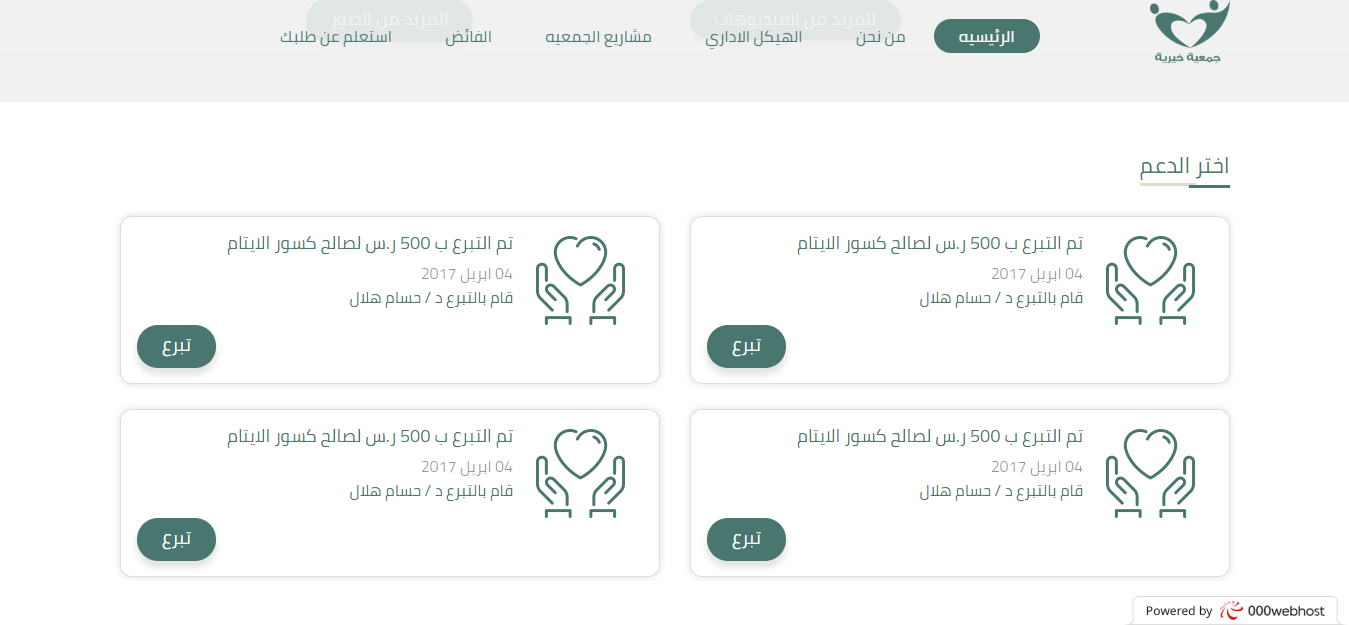 المزيد من الفيديوهات
المزيد من الصور
جمعية خيرية
الرئيسيه
من نحن
الهيكل الاداري
مشاريع الجمعيه
الفائض
استعلم عن طلبك
اختر الدعم
تم التبرع ب 500 ر.س لصالح كسور الايتام
04 ابريل 2017
قام بالتبرع د / حسام هلال
تبرع
تم التبرع ب 500 ر.س لصالح كسور الايتام
04 ابريل 2017
قام بالتبرع د / حسام هلال
تبرع
تم التبرع ب 500 ر.س لصالح كسور الايتام
04 ابريل 2017
قام بالتبرع د / حسام هلال
تبرع
تم التبرع ب 500 ر.س لصالح كسور الايتام
04 ابريل 2017
قام بالتبرع د / حسام هلال
تبرع
Powered by 000webhost